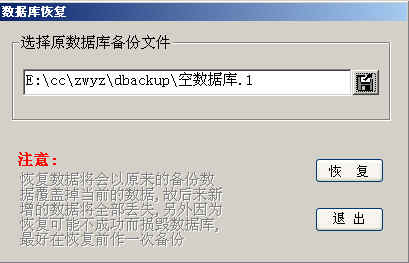 数据库恢复
选择原数据库备份文件
E:\cc\zwyz\dbackup\空数据库.1
注意:
恢复数据将会以原来的备份数
据覆盖掉当前的数据,故后来新
增的数据将全部丢失,另外因为
恢复可能不成功而损毁数据库,
最好在恢复前作一次备份
恢 复
退 出